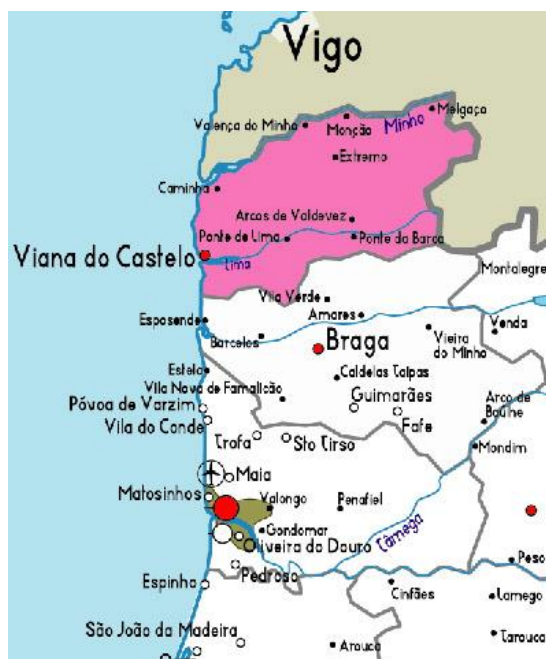 Vigo
Melgaço
Minho
Monção
Valença do Minho
Extremo
Caminha
Arcos de Valdevez
Ponte de Lima
Ponte da Barca
Viana do Castelo
Lima
Montalegre
Vila Verde
Amares
Esposende
Barcelos
Braga
Vieira
do Minho
Venda
Estela
Caldelas Taipas
Vila Nova de Famalicão
Guimarães
Arco de
Baúlhe
Póvoa de Varzim
Fafe
Vila do Conde
Trofa
Sto Tirso
Mondim
Maia
Matosinhos
Valongo
Penafiel
Gondomar
Tâmega
Oliveira do Douro
Peso
Pedroso
Espinho
Cinfães
Lamego
São João da Madeira
Arouca
Tarouca